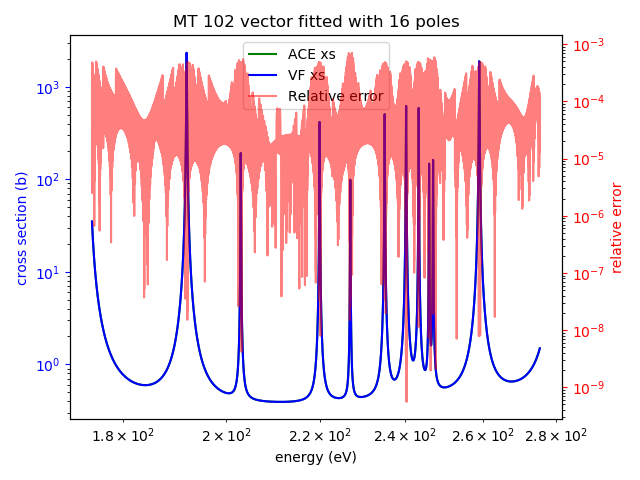 MT 102 vector fitted with 16 poles
ACE xs
VF xs
Relative error
cross section (b)
10³
10²
10¹
10⁰
10⁻³
10⁻⁴
10⁻⁵
10⁻⁶
10⁻⁷
10⁻⁸
10⁻⁹
relative error
1.8 × 10² 2 × 10² 2.2 × 10² 2.4 × 10² 2.6 × 10² 2.8 × 10²
energy (eV)